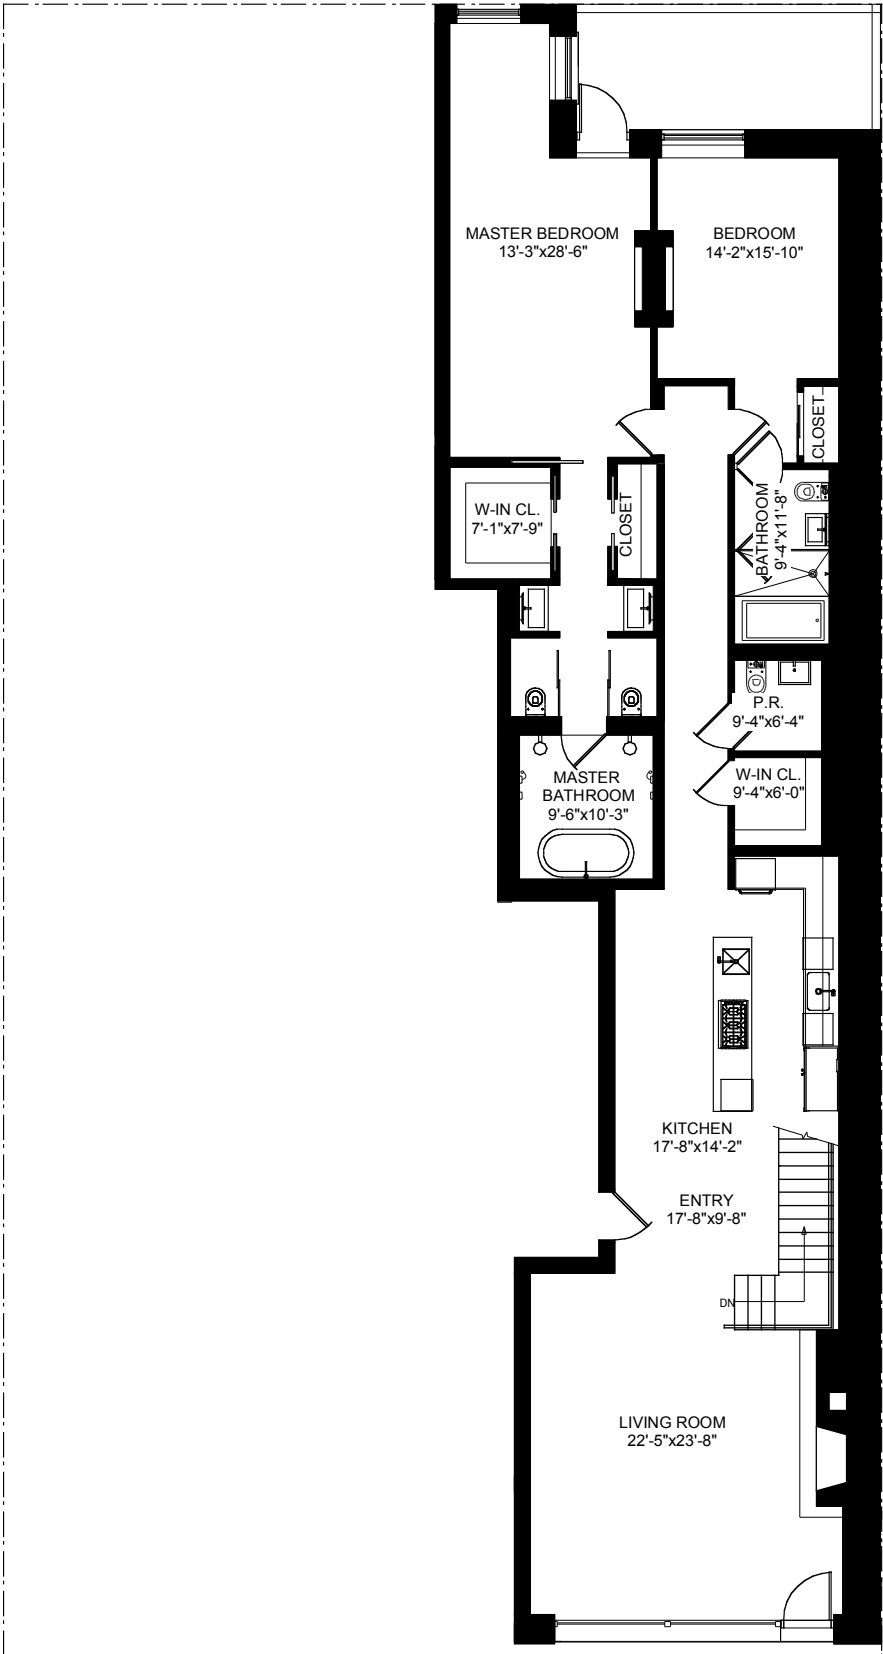 MASTER BEDROOM
13'-3"x28'-6"
BEDROOM
14'-2"x15'-10"
CLOSET
W-IN CL.
7'-1"x7'-9"
CLOSET
BATHROOM
9'-4"x11'-8"
P.R.
9'-4"x6'-4"
W-IN CL.
9'-4"x6'-0"
MASTER
BATHROOM
9'-6"x10'-3"
KITCHEN
17'-8"x14'-2"
ENTRY
17'-8"x9'-8"
DN
LIVING ROOM
22'-5"x23'-8"